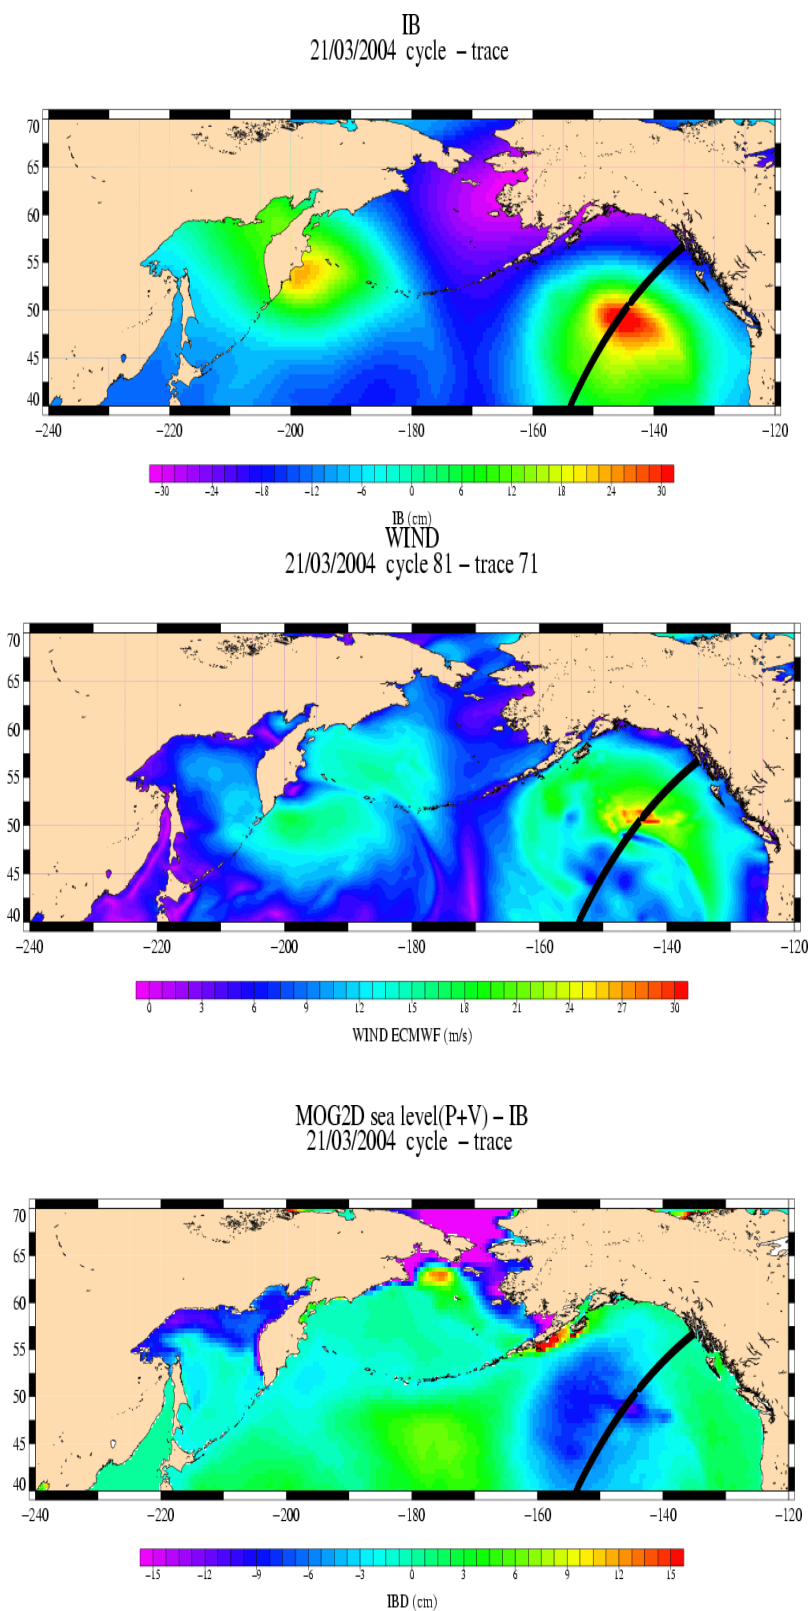 IB
21/03/2004 cycle – trace
70
65
60
55
50
45
40
−240 −220 −200 −180 −160 −140 −120
−30 −24 −18 −12 −6 0 6 12 18 24 30
IB (cm)
WIND
21/03/2004 cycle 81 – trace 71
70
65
60
55
50
45
40
−240 −220 −200 −180 −160 −140 −120
0 3 6 9 12 15 18 21 24 27 30
WIND ECMWF (m/s)
MOG2D sea level(P+V) – IB
21/03/2004 cycle – trace
70
65
60
55
50
45
40
−240 −220 −200 −180 −160 −140 −120
−15 −12 −9 −6 −3 0 3 6 9 12 15
IBD (cm)